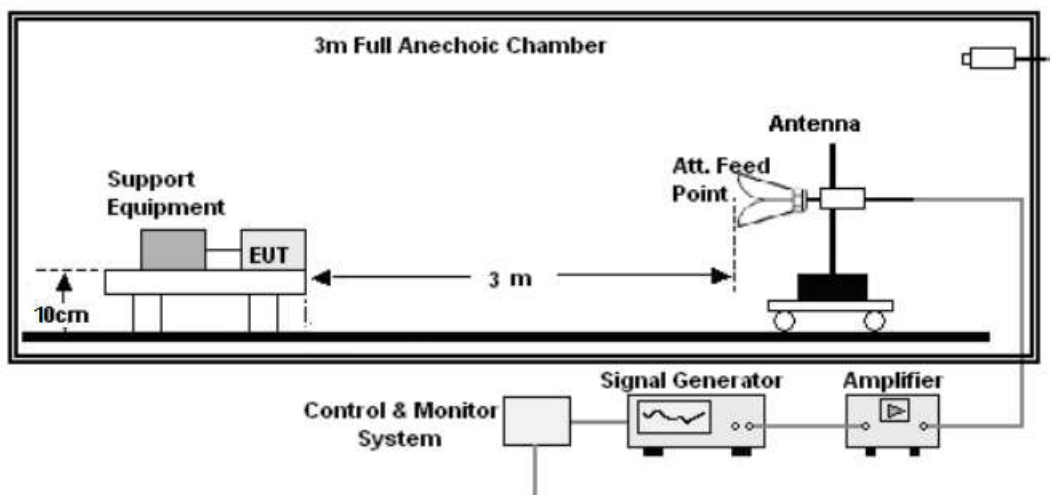 3m Full Anechoic Chamber
Antenna
Att. Feed
Point
Support
Equipment
EUT
3 m
10cm
Signal Generator
Amplifier
Control & Monitor
System